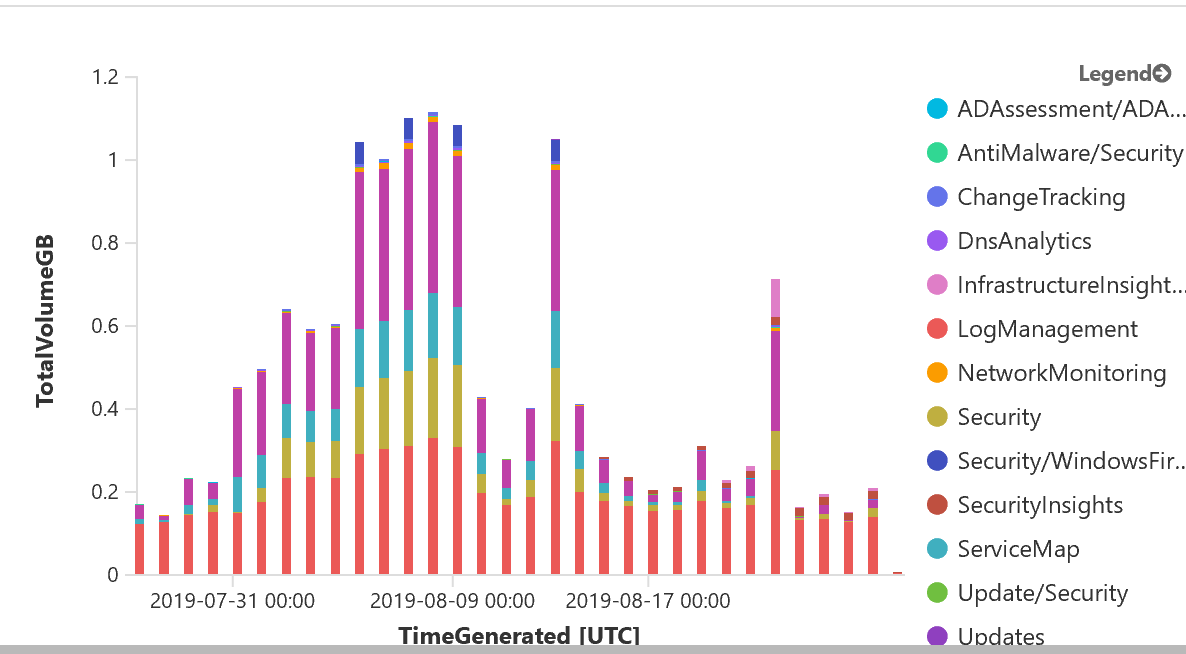 Legend
1.2
1
0.8
0.6
0.4
0.2
0
TotalVolumeGB
2019-07-31 00:00
2019-08-09 00:00
2019-08-17 00:00
TimeGenerated [UTC]
ADAssessment/ADA...
AntiMalware/Security
ChangeTracking
DnsAnalytics
InfrastructureInsight...
LogManagement
NetworkMonitoring
Security
Security/WindowsFir...
SecurityInsights
ServiceMap
Update/Security
Updates